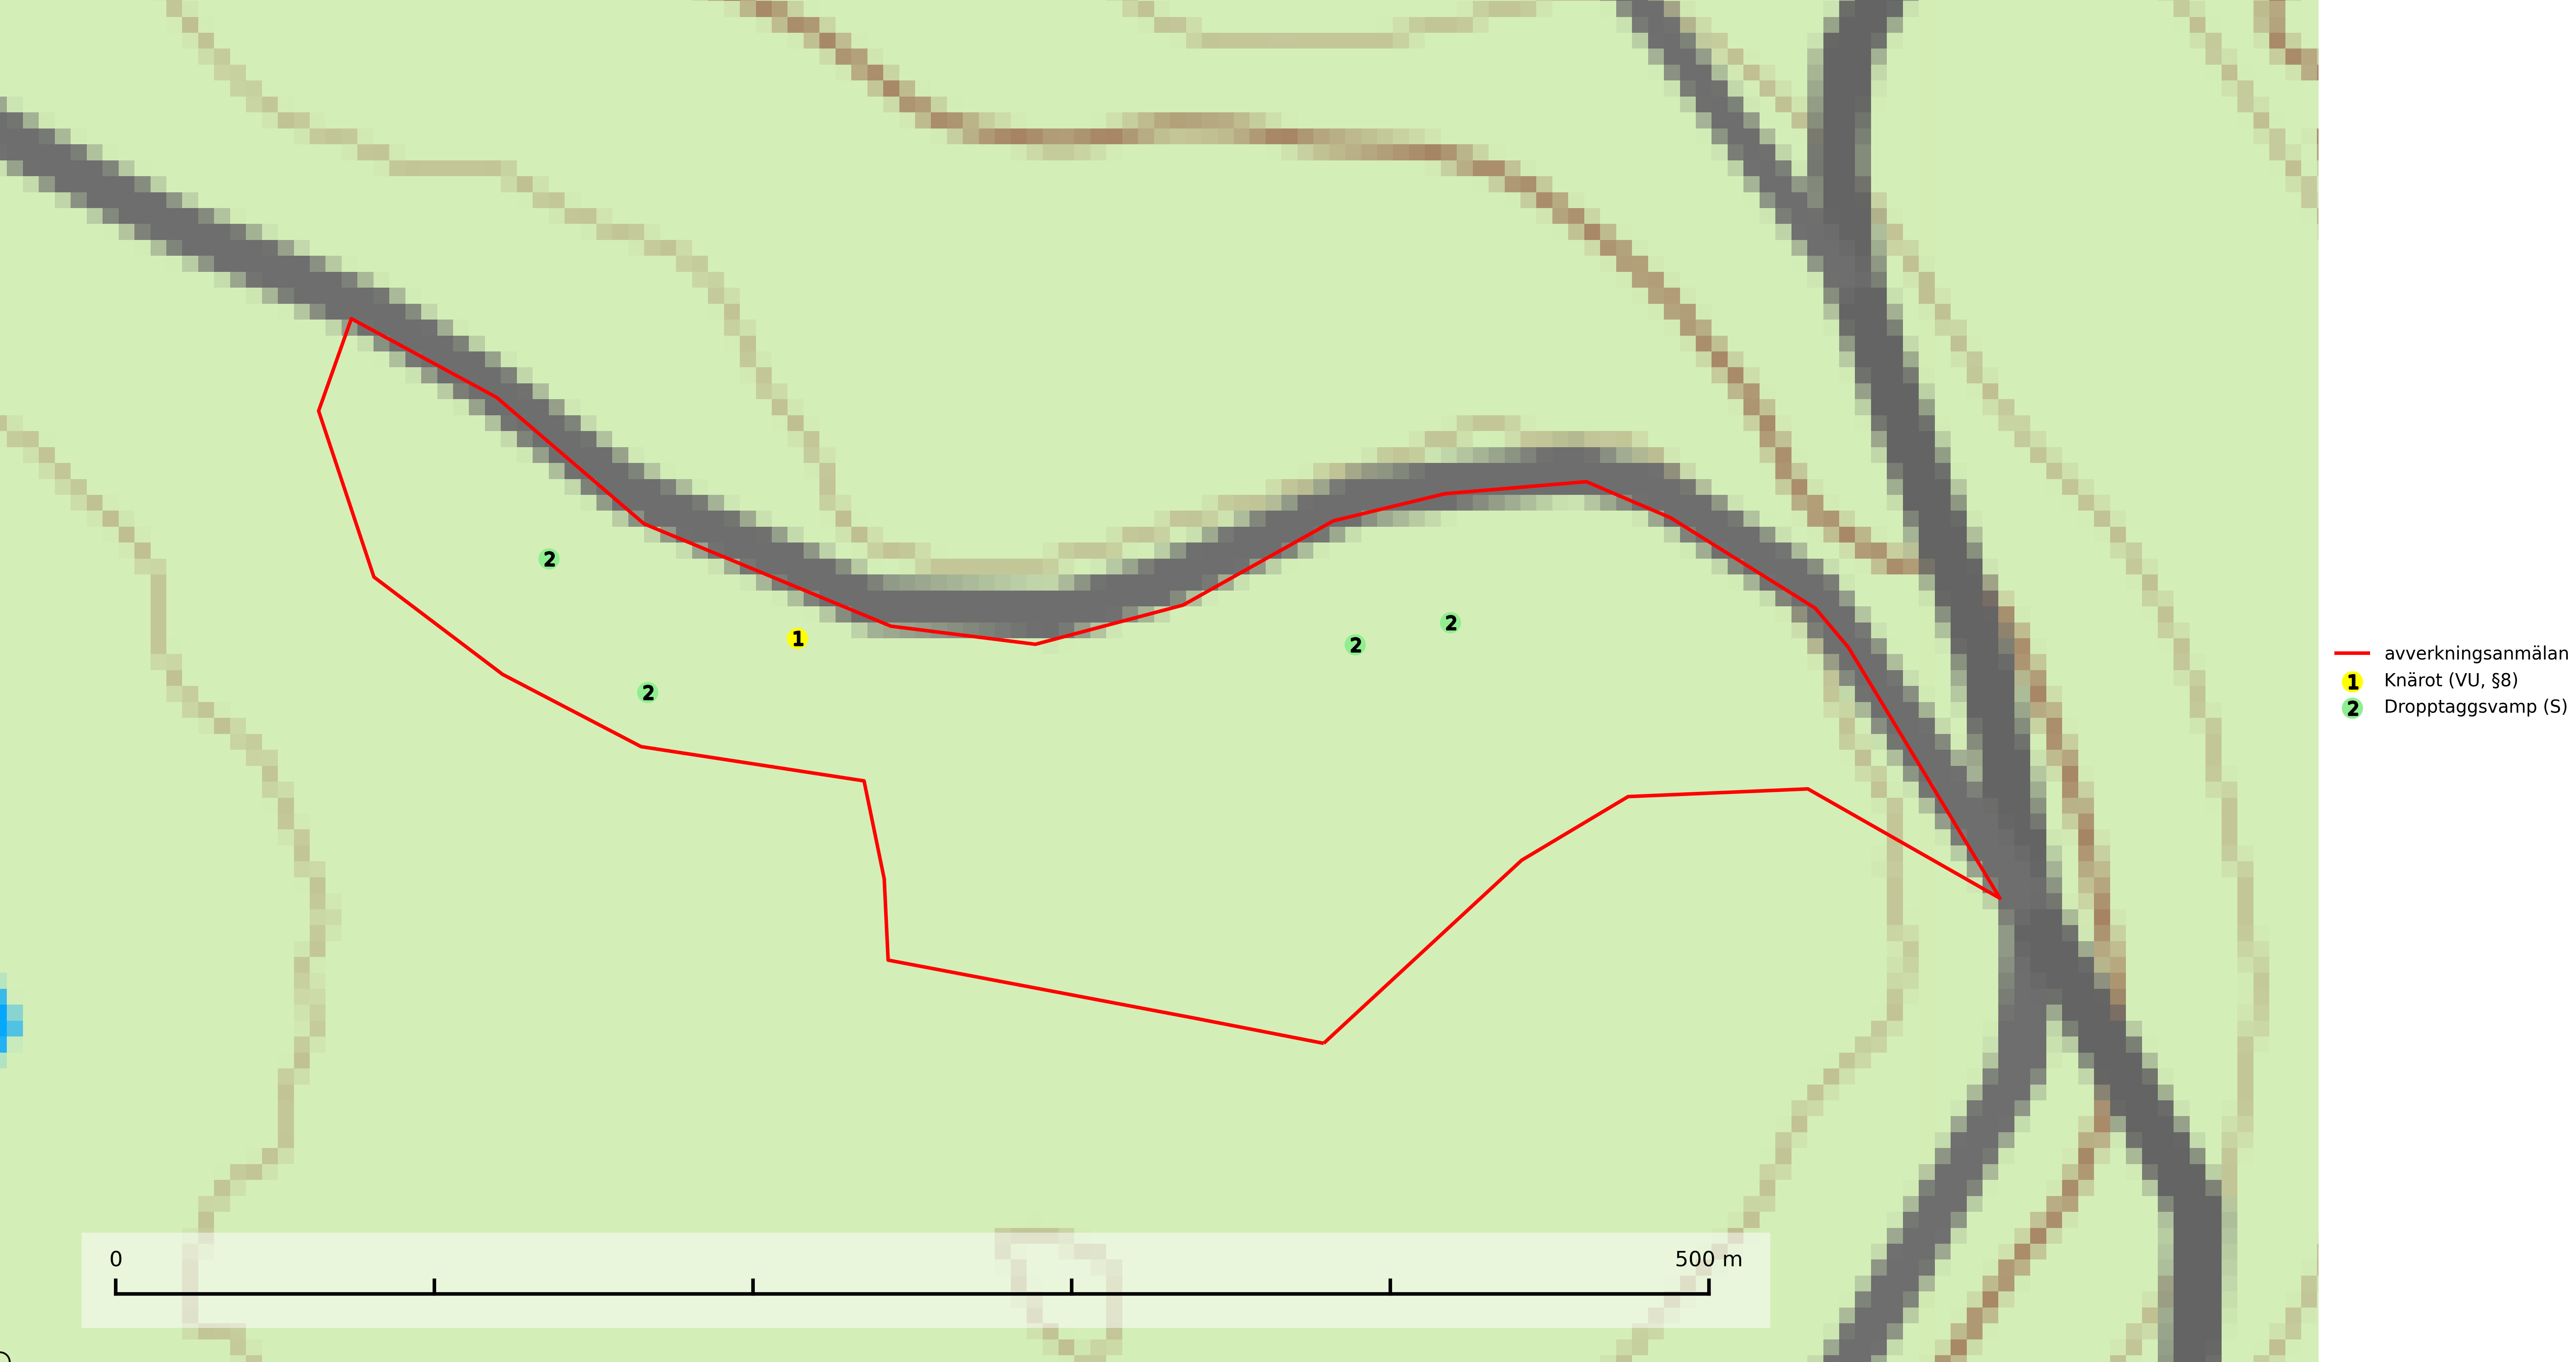 2
1
2
2
2
avverkningsanmälan
1 Knärot (VU, §8)
2 Dropptaggsvamp (S)
0 500 m